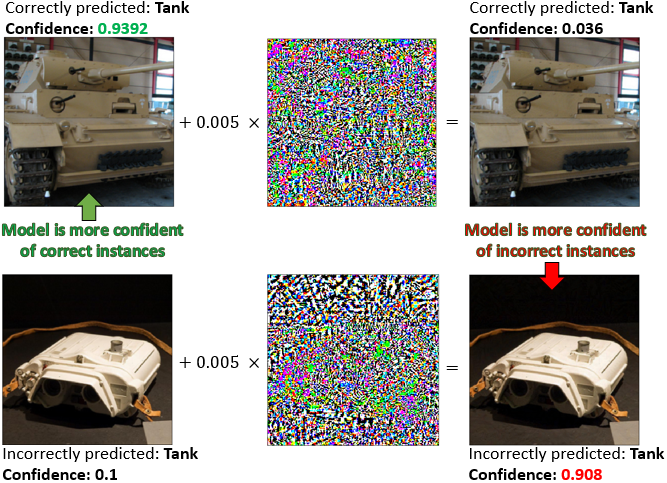 Correctly predicted: Tank
Confidence: 0.9392
Correctly predicted: Tank
Confidence: 0.036
+ 0.005 ×
=
Model is more confident
of correct instances
Model is more confident
of incorrect instances
+ 0.005 ×
=
Incorrectly predicted: Tank
Confidence: 0.1
Incorrectly predicted: Tank
Confidence: 0.908